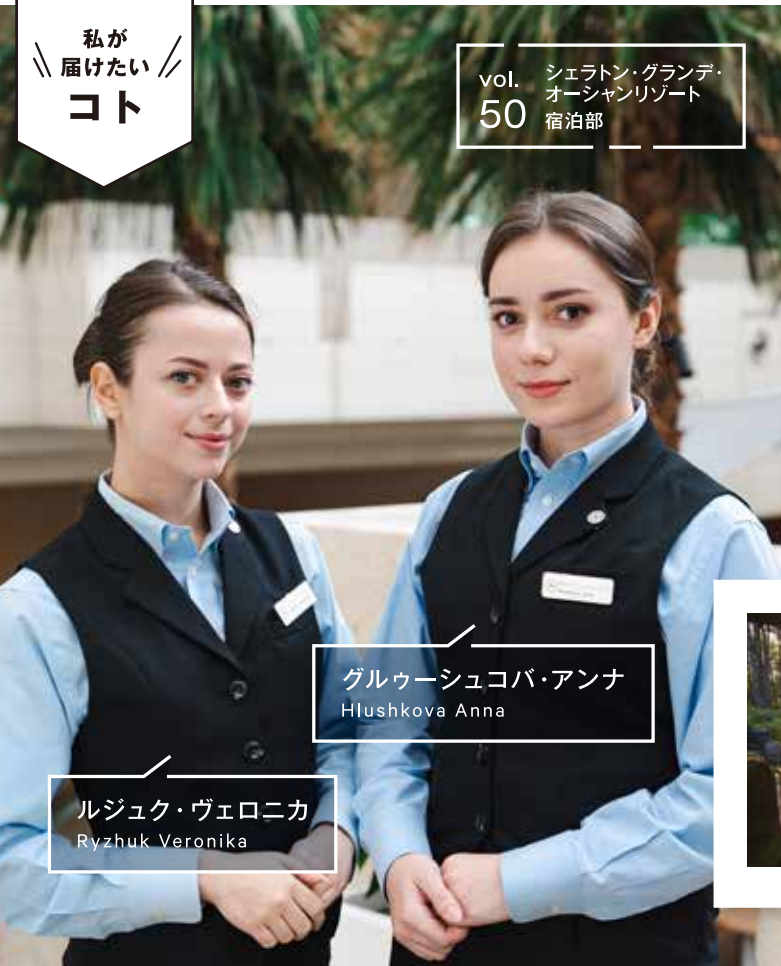 私が
届けたい
コト
vol.
50
シェラトン・グランデ・
オーシャンリゾート
宿泊部
グルゥーシュコバ・アンナ
Hlushkova Anna
ルジュク・ヴェロニカ
Ryzhuk Veronika